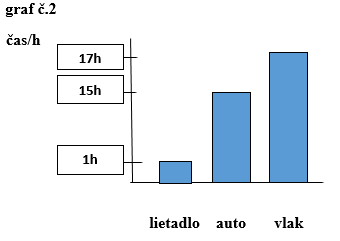 graf č.2
čas/h
17h
15h
1h
lietadlo auto vlak